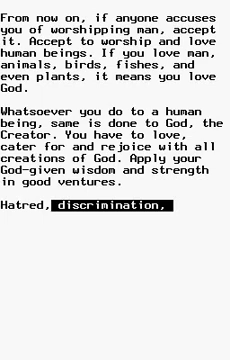 From now on, if anyone accuses
you of worshipping man, accept
it. Accept to worship and love
human beings. If you love man,
animals, birds, fishes, and
even plants, it means you love
God.
Whatsoever you do to a human
being, same is done to God, the
Creator. You have to love,
cater for and rejoice with all
creations of God. Apply your
God-given wisdom and strength
in good ventures.
Hatred, discrimination,